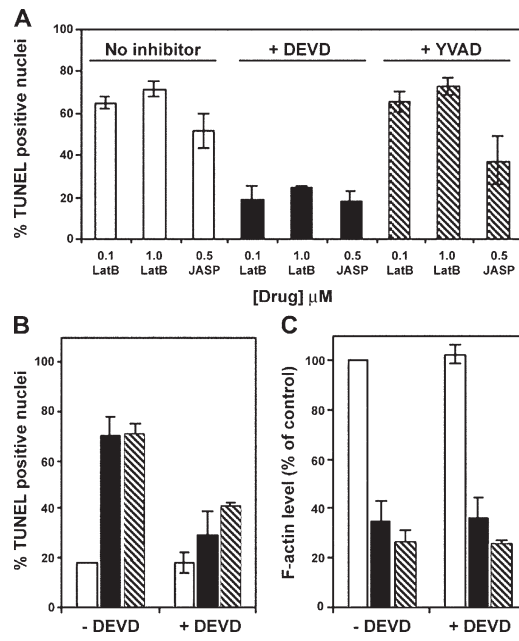 A
No inhibitor + DEVD + YVAD
% TUNEL positive nuclei
100
80
60
40
20
0
0.1 1.0 0.5 0.1 1.0 0.5 0.1 1.0 0.5
LatB LatB JASP LatB LatB JASP LatB LatB JASP
[Drug] µM
B
% TUNEL positive nuclei
100
80
60
40
20
0
- DEVD + DEVD
C
F-actin level (% of control)
100
80
60
40
20
0
- DEVD + DEVD